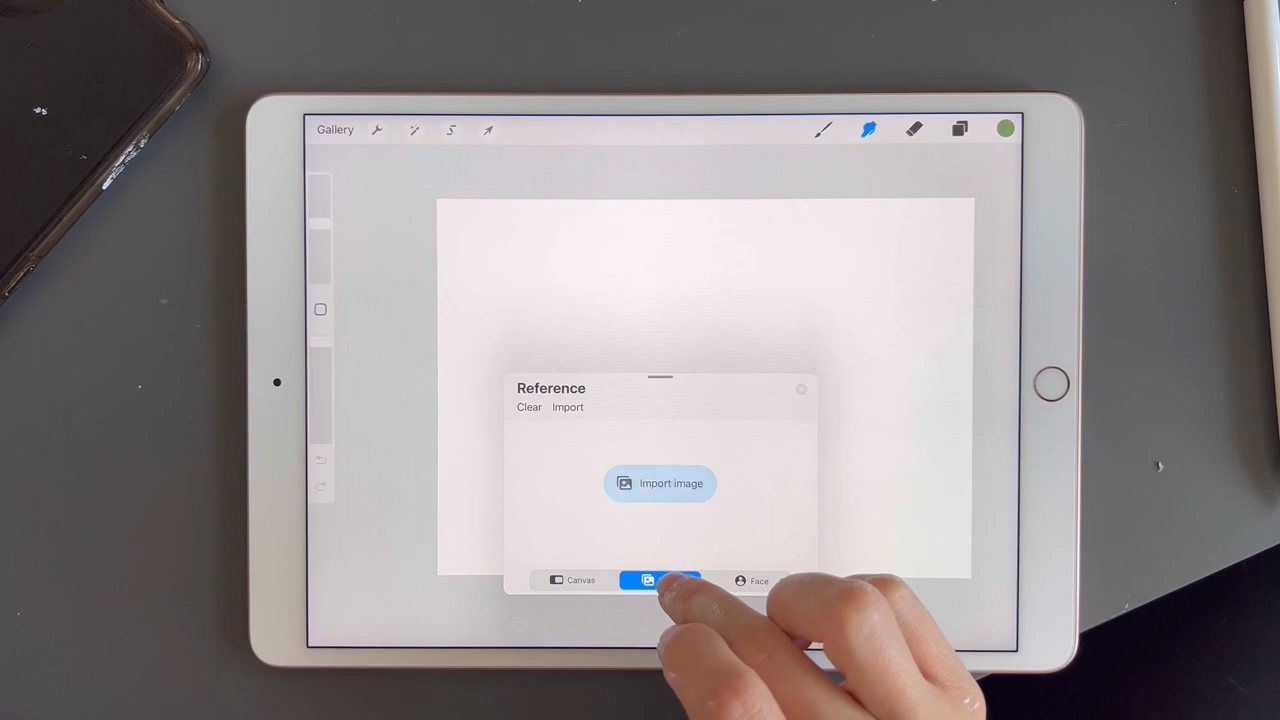 Gallery
Reference
Clear Import
Import image
Canvas
Face